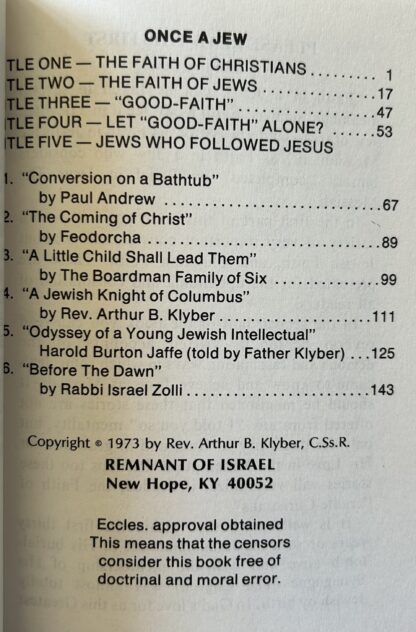 ONCE A JEW
TLE ONE — THE FAITH OF CHRISTIANS ......... 1
TLE TWO — THE FAITH OF JEWS ............... 17
TLE THREE — “GOOD-FAITH” .................. 47
TLE FOUR — LET “GOOD-FAITH” ALONE? ....... 53
TLE FIVE — JEWS WHO FOLLOWED JESUS
1. “Conversion on a Bathtub”
by Paul Andrew ............................ 67
2. “The Coming of Christ”
by Feodorcha .............................. 89
3. “A Little Child Shall Lead Them”
by The Boardman Family of Six ............. 99
4. “A Jewish Knight of Columbus”
by Rev. Arthur B. Klyber ................. 111
5. “Odyssey of a Young Jewish Intellectual”
Harold Burton Jaffe (told by Father Klyber) ... 125
6. “Before The Dawn”
by Rabbi Israel Zolli .................... 143
Copyright © 1973 by Rev. Arthur B. Klyber, C.Ss.R.
REMNANT OF ISRAEL
New Hope, KY 40052
Eccles. approval obtained
This means that the censors
consider this book free of
doctrinal and moral error.